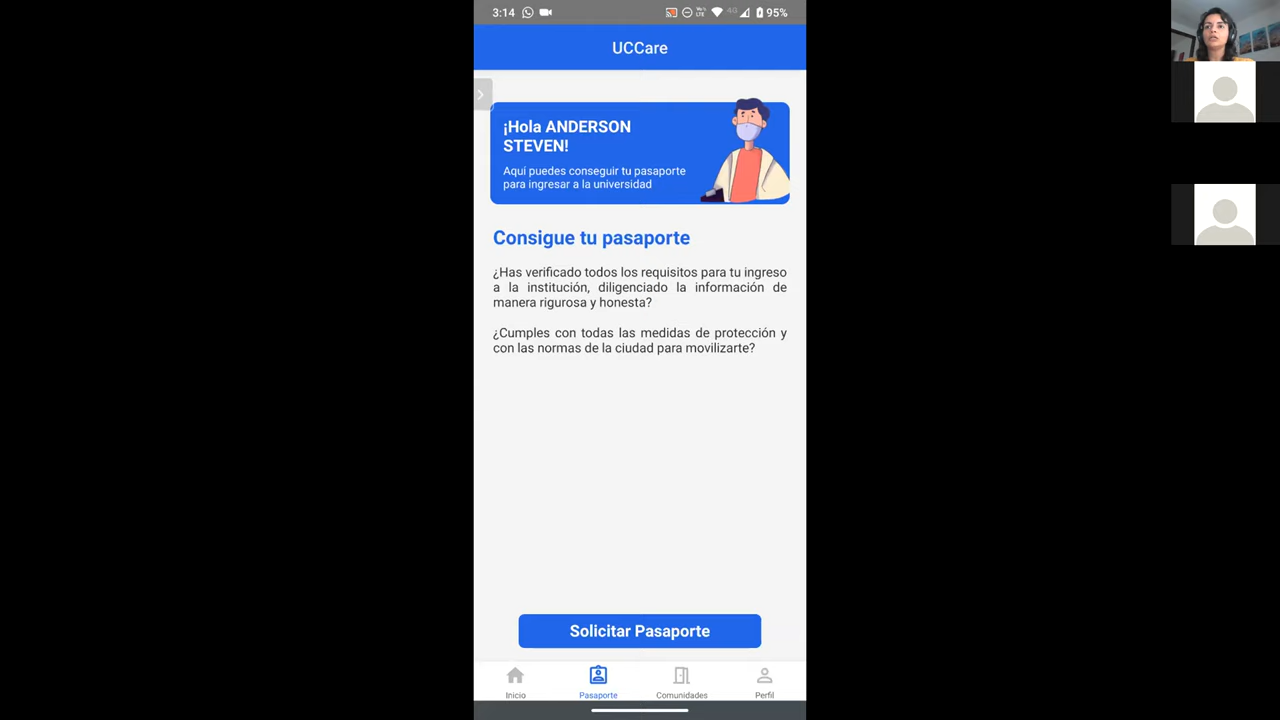 3:14
Vo))
LTE
4G
95%
UCCare
¡Hola ANDERSON
STEVEN!
Aquí puedes conseguir tu pasaporte
para ingresar a la universidad
Consigue tu pasaporte
¿Has verificado todos los requisitos para tu ingreso
a la institución, diligenciado la información de
manera rigurosa y honesta?
¿Cumples con todas las medidas de protección y
con las normas de la ciudad para movilizarte?
Solicitar Pasaporte
Inicio
Pasaporte
Comunidades
Perfil